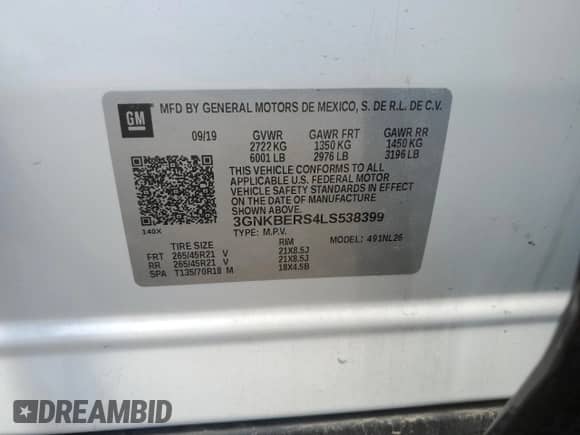 GM MFD BY GENERAL MOTORS DE MEXICO, S. DE R.L. DE C.V.
09/19 GVWR GAWR FRT GAWR RR
2722 KG 1350 KG 1450 KG
6001 LB 2976 LB 3196 LB
THIS VEHICLE CONFORMS TO ALL
APPLICABLE U.S. FEDERAL MOTOR
VEHICLE SAFETY STANDARDS IN EFFECT
ON THE DATE OF MANUFACTURE
SHOWN ABOVE.
3GNKBERS4LS538399
140X TYPE: M.P.V. MODEL: 491NL26
TIRE SIZE RIM
FRT 265/45R21 V 21X8.5J
RR 265/45R21 V 21X8.5J
SPA T135/70R18 M 18X4.5B
DREAMBID